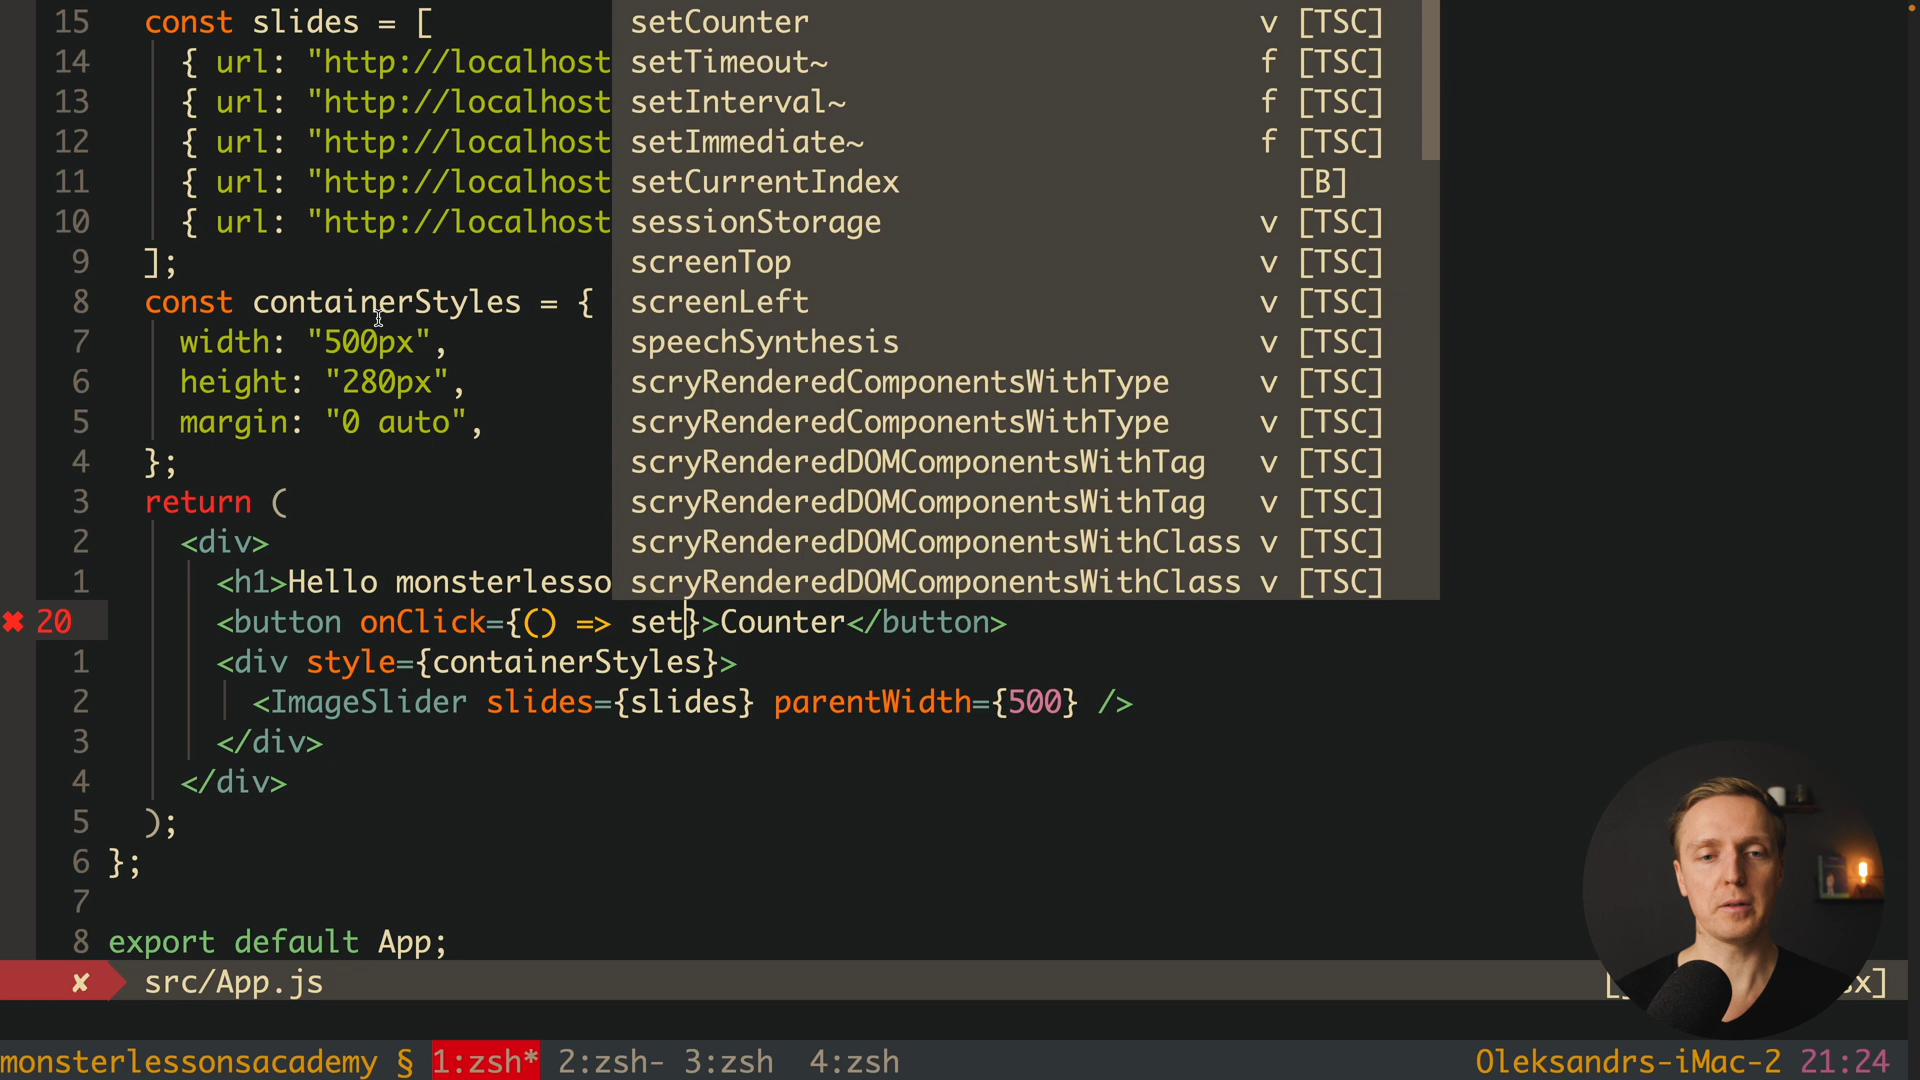 15 const slides = [
14 { url: "http://localhost
13 { url: "http://localhost
12 { url: "http://localhost
11 { url: "http://localhost
10 { url: "http://localhost
9 ];
8 const containerStyles = {
7 width: "500px",
6 height: "280px",
5 margin: "0 auto",
4 };
3 return (
2 <div>
1 <h1>Hello monsterlesso
✖ 20 <button onClick={() => set}>Counter</button>
1 <div style={containerStyles}>
2 <ImageSlider slides={slides} parentWidth={500} />
3 </div>
4 </div>
5 );
6 };
7
8 export default App;
setCounter v [TSC]
setTimeout~ f [TSC]
setInterval~ f [TSC]
setImmediate~ f [TSC]
setCurrentIndex [B]
sessionStorage v [TSC]
screenTop v [TSC]
screenLeft v [TSC]
speechSynthesis v [TSC]
scryRenderedComponentsWithType v [TSC]
scryRenderedComponentsWithType v [TSC]
scryRenderedDOMComponentsWithTag v [TSC]
scryRenderedDOMComponentsWithTag v [TSC]
scryRenderedDOMComponentsWithClass v [TSC]
scryRenderedDOMComponentsWithClass v [TSC]
✘ src/App.js
monsterlessonsacademy § 1:zsh* 2:zsh- 3:zsh 4:zsh Oleksandrs-iMac-2 21:24